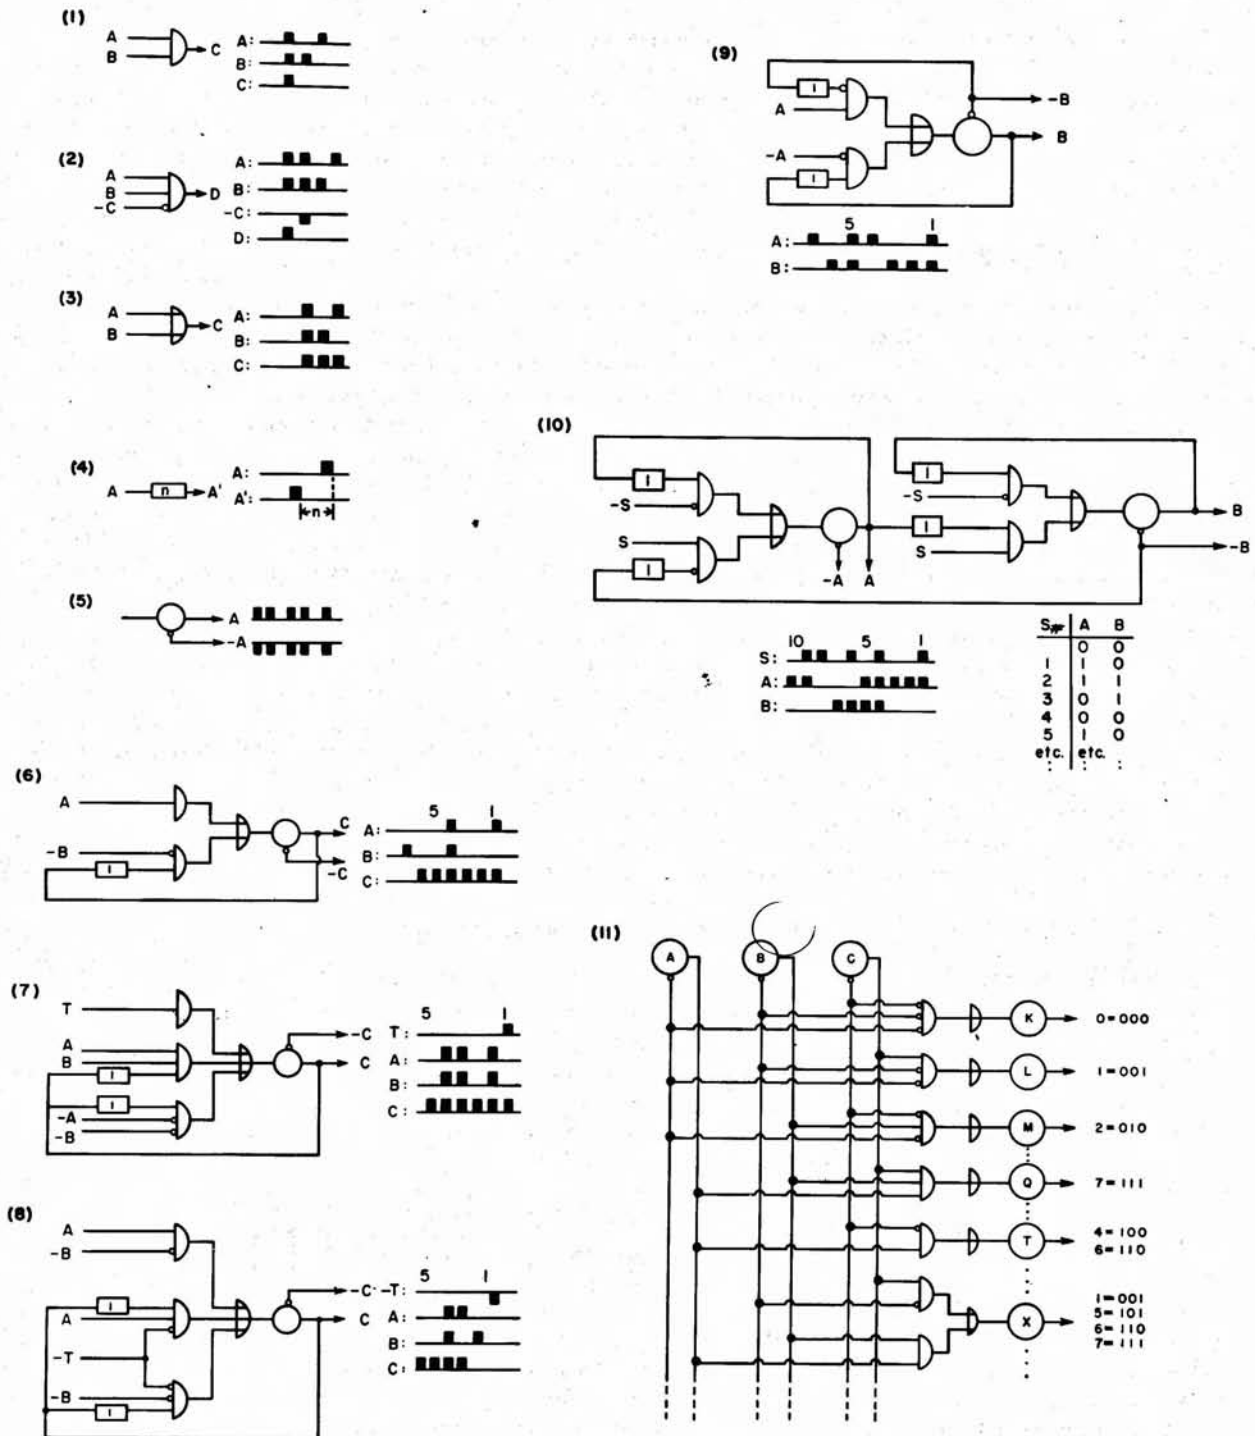 (1)
A
B
C
A:
B:
C:
(2)
A
B
-C
D
A:
B:
-C:
D:
(3)
A
B
C
A:
B:
C:
(4)
A
n
A'
A:
A':
n
(5)
A
-A
(6)
A
-B
1
C
-C
5 1
A:
B:
C:
(7)
T
A
B
1
1
-A
-B
-C
C
5 1
T:
A:
B:
C:
(8)
A
-B
1
A
-T
-B
1
-C
C
5 1
-T:
A:
B:
C:
(9)
1
A
-A
1
-B
B
5 1
A:
B:
(10)
1
-S
S
1
-A A
1
-S
1
S
B
-B
10 5 1
S:
A:
B:
S# A B
0 0
1 1 0
2 1 1
3 0 1
4 0 0
5 1 0
etc. etc.
(11)
A B C
K 0=000
L 1=001
M 2=010
Q 7=111
T 4=100
6=110
X 1=001
5=101
6=110
7=111